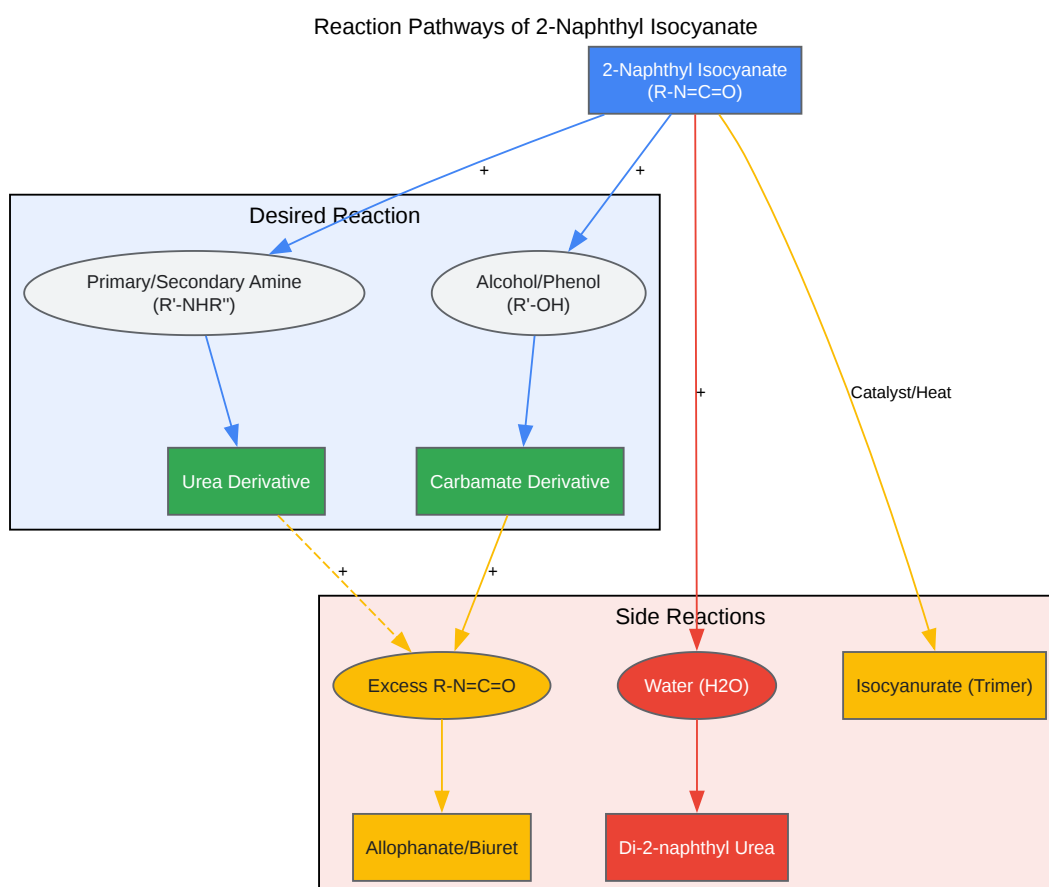 Reaction Pathways of 2-Naphthyl Isocyanate
2-Naphthyl Isocyanate
(R-N=C=O)
+
+
Desired Reaction
Primary/Secondary Amine
(R'-NHR'')
Alcohol/Phenol
(R'-OH)
+
Catalyst/Heat
Urea Derivative
Carbamate Derivative
+
+
Side Reactions
Excess R-N=C=O
Water (H2O)
Isocyanurate (Trimer)
Allophanate/Biuret
Di-2-naphthyl Urea